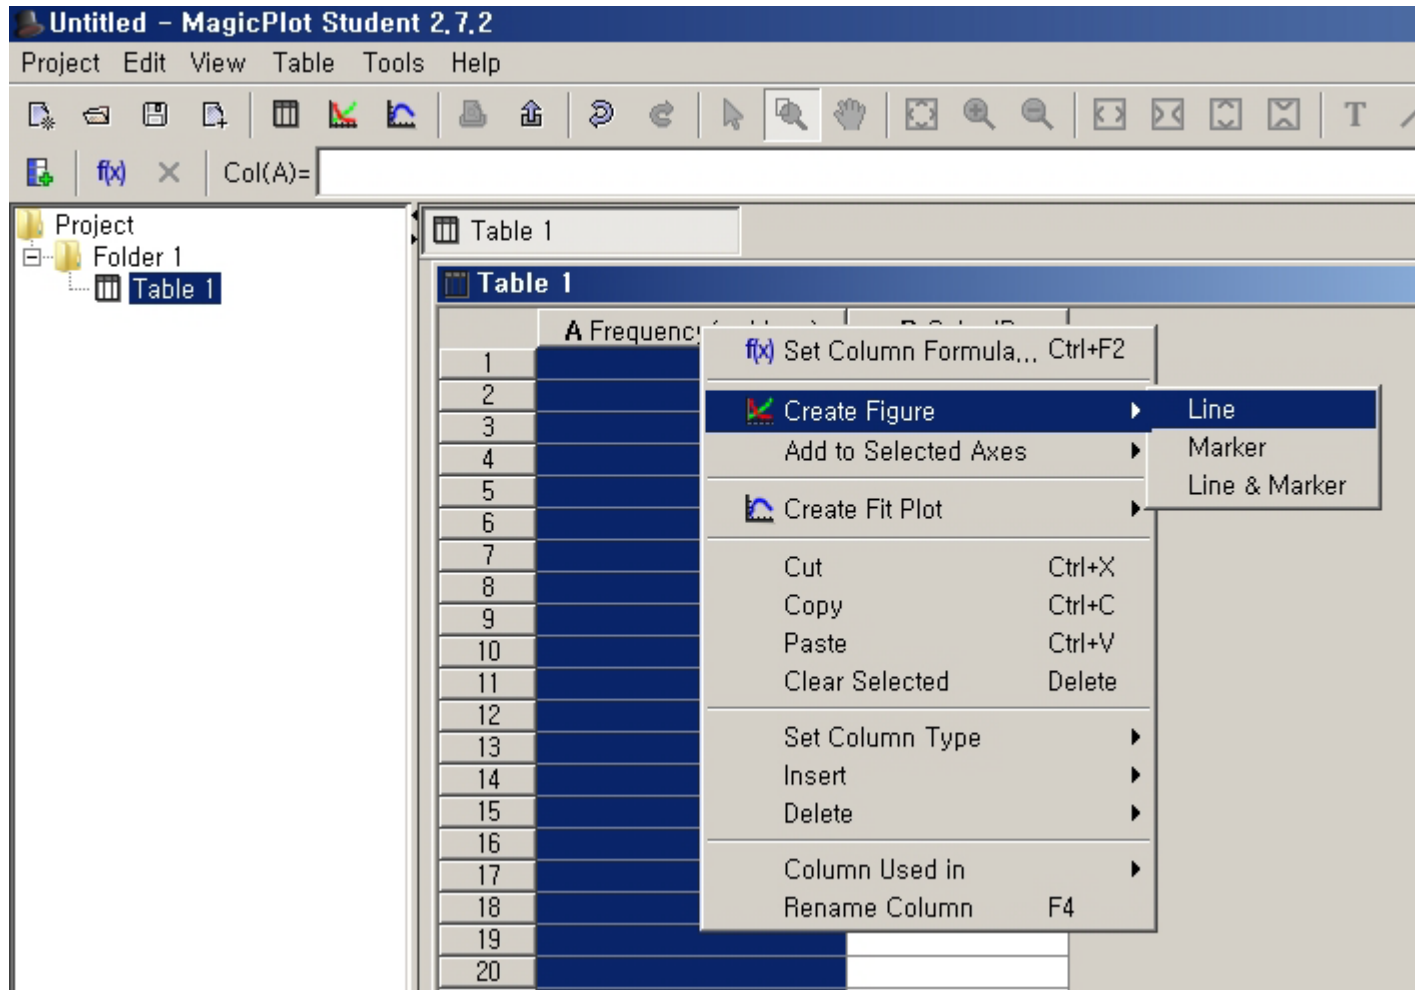 Untitled - MagicPlot Student 2.7.2
Project Edit View Table Tools Help
T
f(x) Col(A)=
Project
Folder 1
Table 1
Table 1
Table 1
A Frequency
1
2
3
4
5
6
7
8
9
10
11
12
13
14
15
16
17
18
19
20
f(x) Set Column Formula... Ctrl+F2
Create Figure
Add to Selected Axes
Create Fit Plot
Cut Ctrl+X
Copy Ctrl+C
Paste Ctrl+V
Clear Selected Delete
Set Column Type
Insert
Delete
Column Used in
Rename Column F4
Line
Marker
Line & Marker